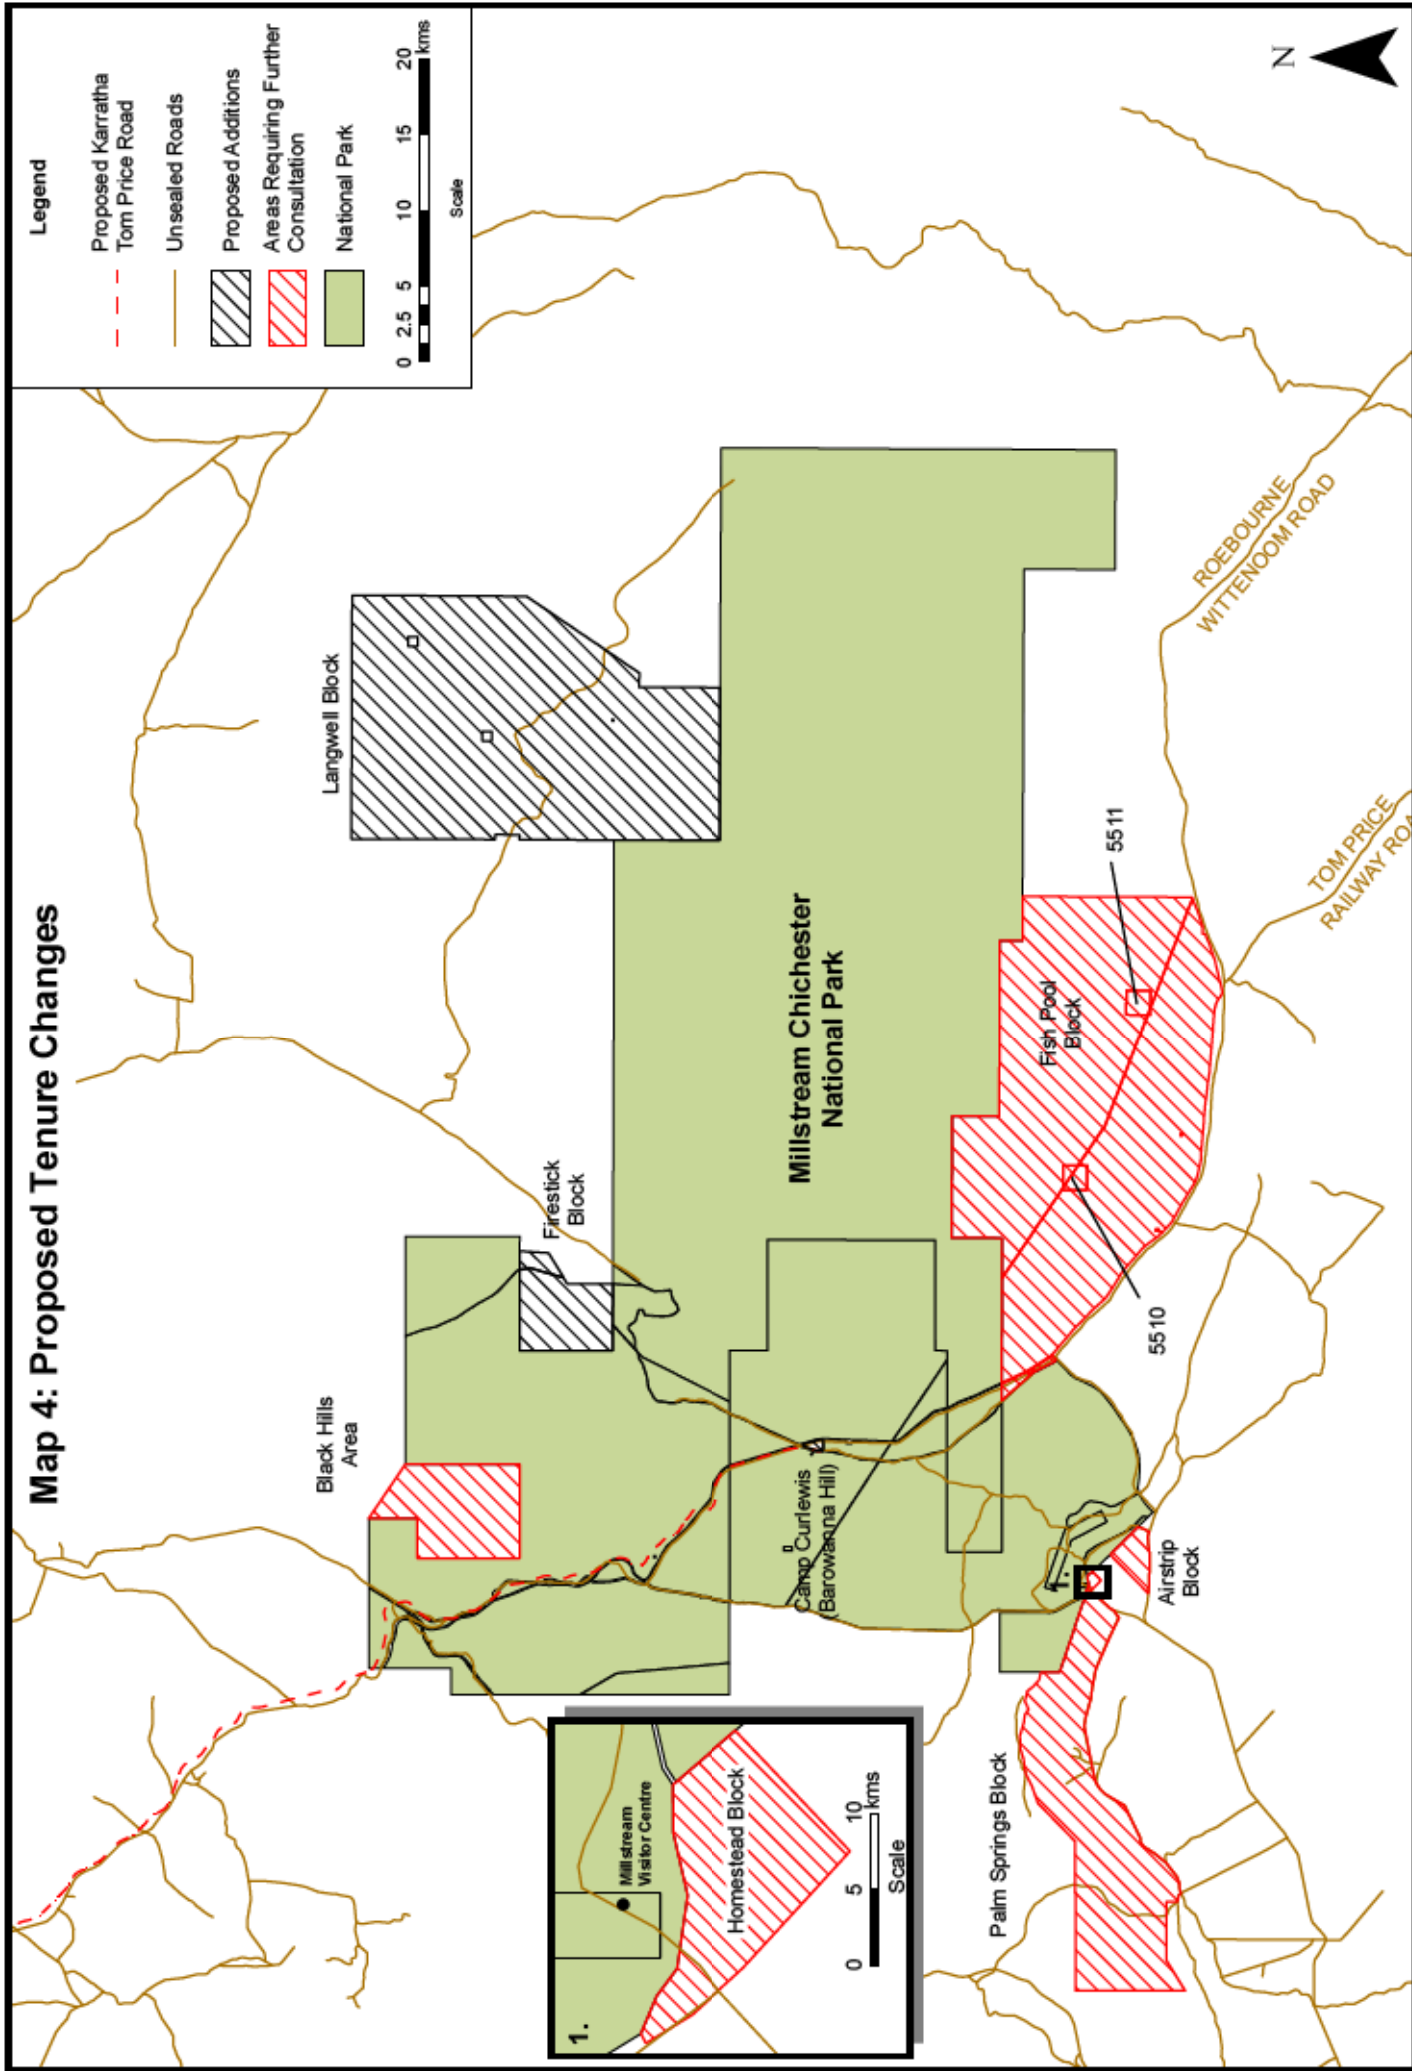 Map 4: Proposed Tenure Changes
Legend
Proposed Karratha
Tom Price Road
Unsealed Roads
Proposed Additions
Areas Requiring Further
Consultation
National Park
0 2.5 5 10 15 20
kms
Scale
N
Langwell Block
Black Hills
Area
Firestick
Block
Millstream Chichester
National Park
Camp Curlewis
(Barowanna Hill)
Fish Pool
Block
5511
5510
ROEBOURNE
WITTENOOM ROAD
TOM PRICE
RAILWAY ROA
1.
Airstrip
Block
Palm Springs Block
1.
Millstream
Visitor Centre
Homestead Block
0 5 10
kms
Scale